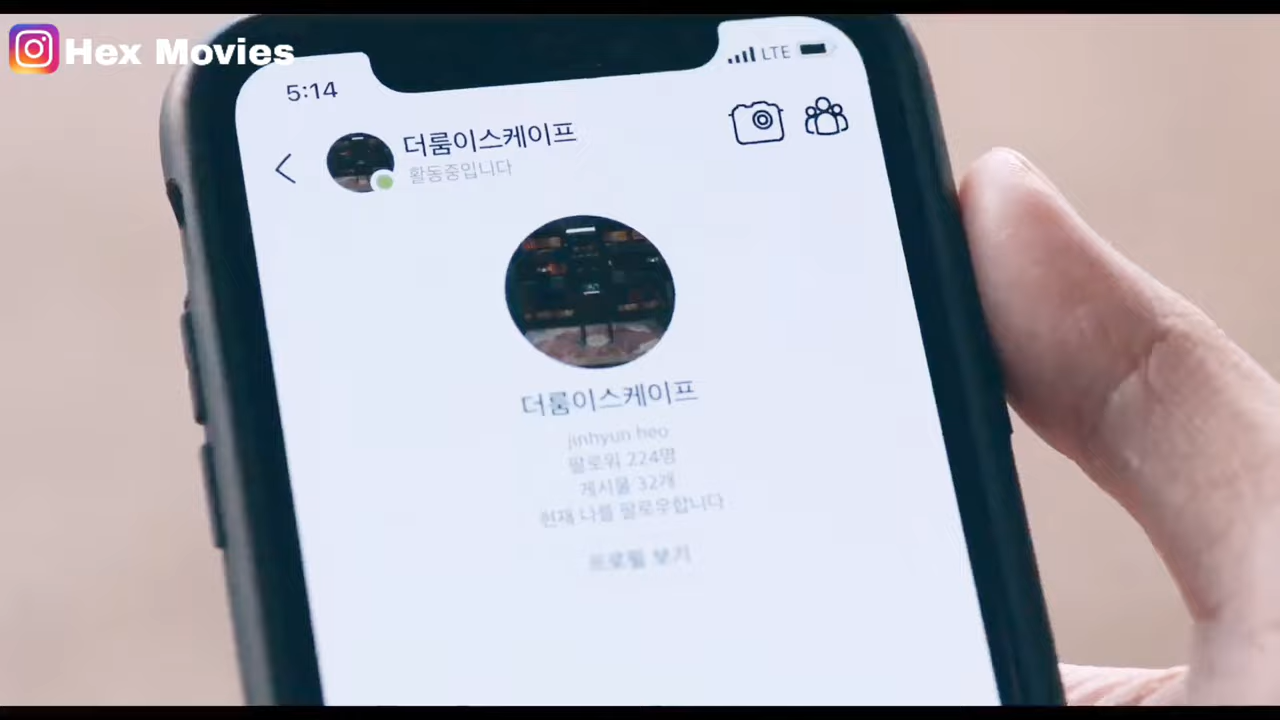 Hex Movies
5:14
LTE
더룸이스케이프
활동중입니다
더룸이스케이프
jinhyun heo
팔로워 224명
게시물 32개
현재 나를 팔로우합니다
프로필 보기